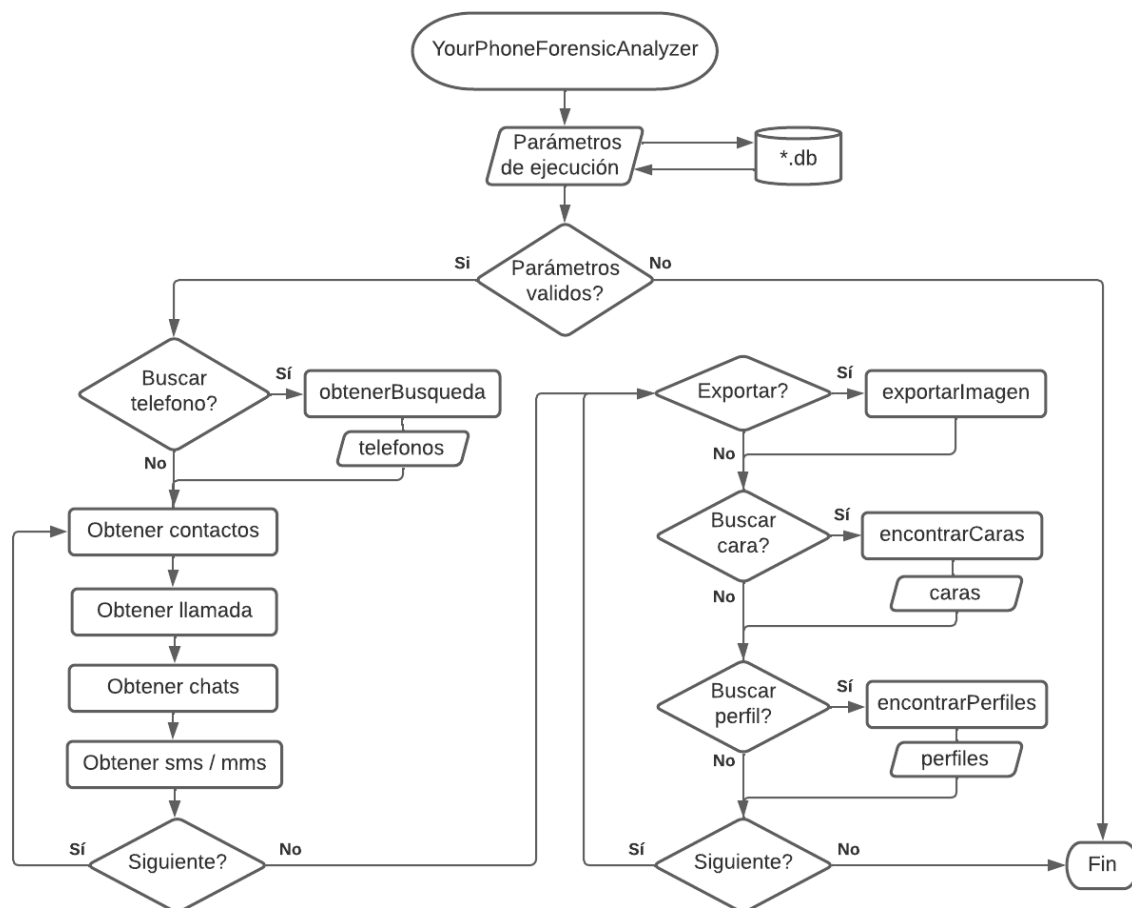 YourPhoneForensicAnalyzer
Parámetros
de ejecución
*.db
Parámetros
validos?
Si
No
Buscar
telefono?
Sí
obtenerBusqueda
telefonos
No
Obtener contactos
Obtener llamada
Obtener chats
Obtener sms / mms
Siguiente?
Sí
No
Exportar?
Sí
exportarImagen
No
Buscar
cara?
Sí
encontrarCaras
caras
No
Buscar
perfil?
Sí
encontrarPerfiles
perfiles
No
Siguiente?
Sí
No
Fin